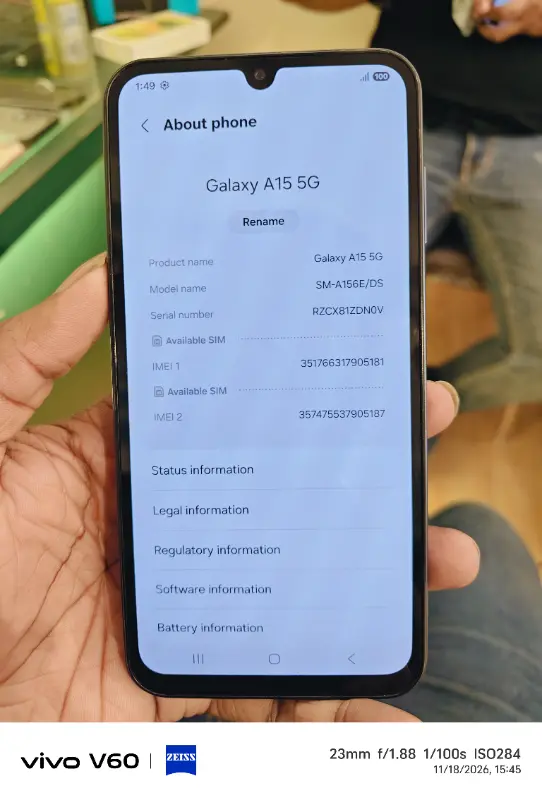 1:49
100
About phone
Galaxy A15 5G
Rename
Product name Galaxy A15 5G
Model name SM-A156E/DS
Serial number RZCX81ZDN0V
Available SIM
IMEI 1 351766317905181
Available SIM
IMEI 2 357475537905187
Status information
Legal information
Regulatory information
Software information
Battery information
vivo V60 | ZEISS
23mm f/1.88 1/100s ISO284
11/18/2026, 15:45